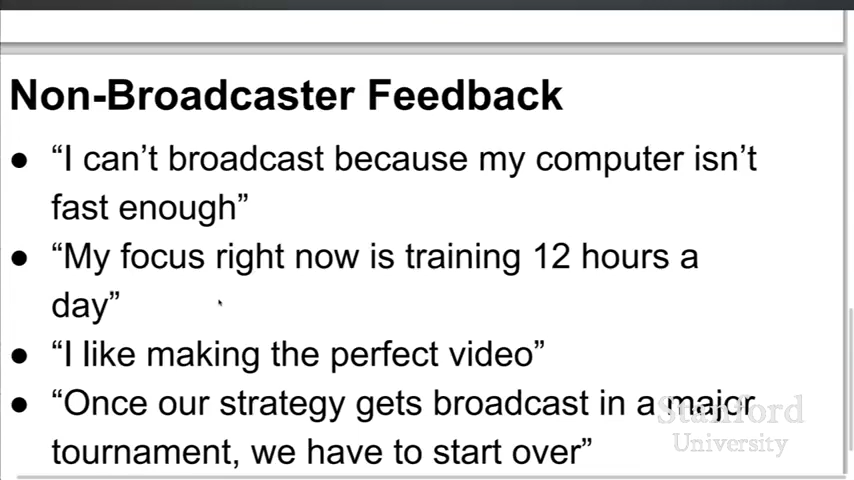 Non-Broadcaster Feedback
● “I can’t broadcast because my computer isn’t
fast enough”
● “My focus right now is training 12 hours a
day”
● “I like making the perfect video”
● “Once our strategy gets broadcast in a major
tournament, we have to start over”
Stanford
University